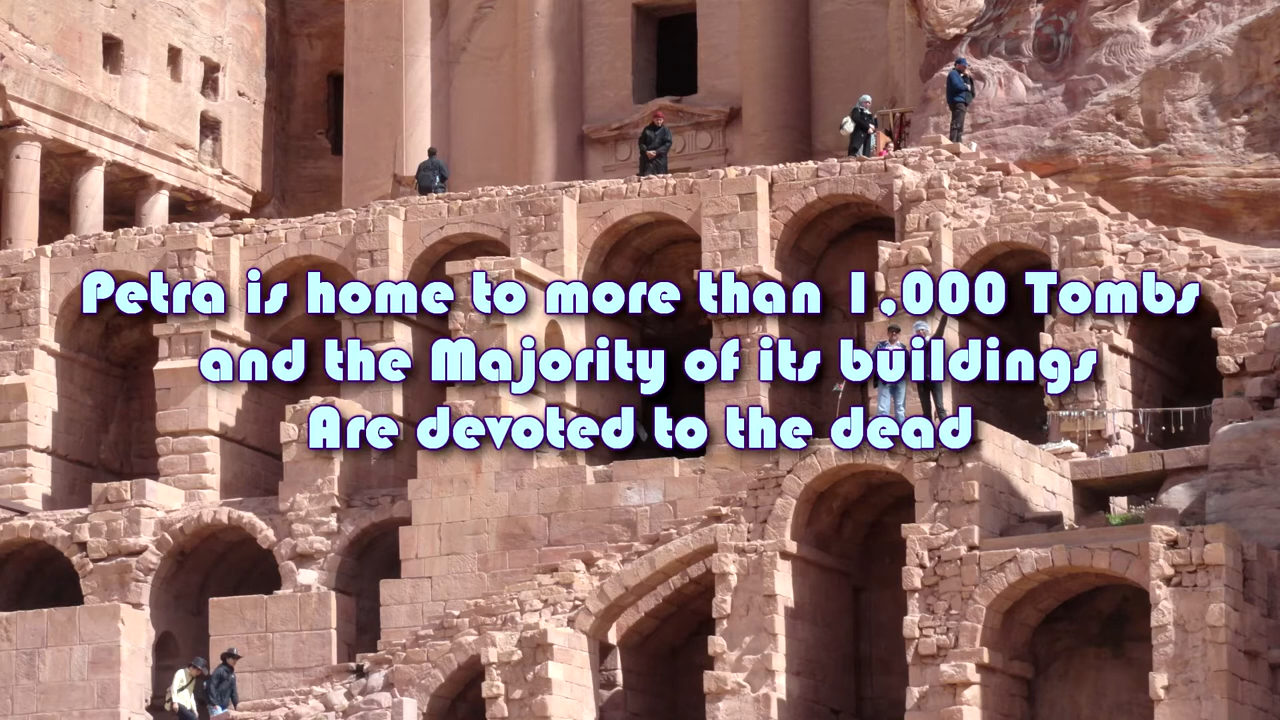 Petra is home to more than 1,000 Tombs
and the Majority of its buildings
Are devoted to the dead